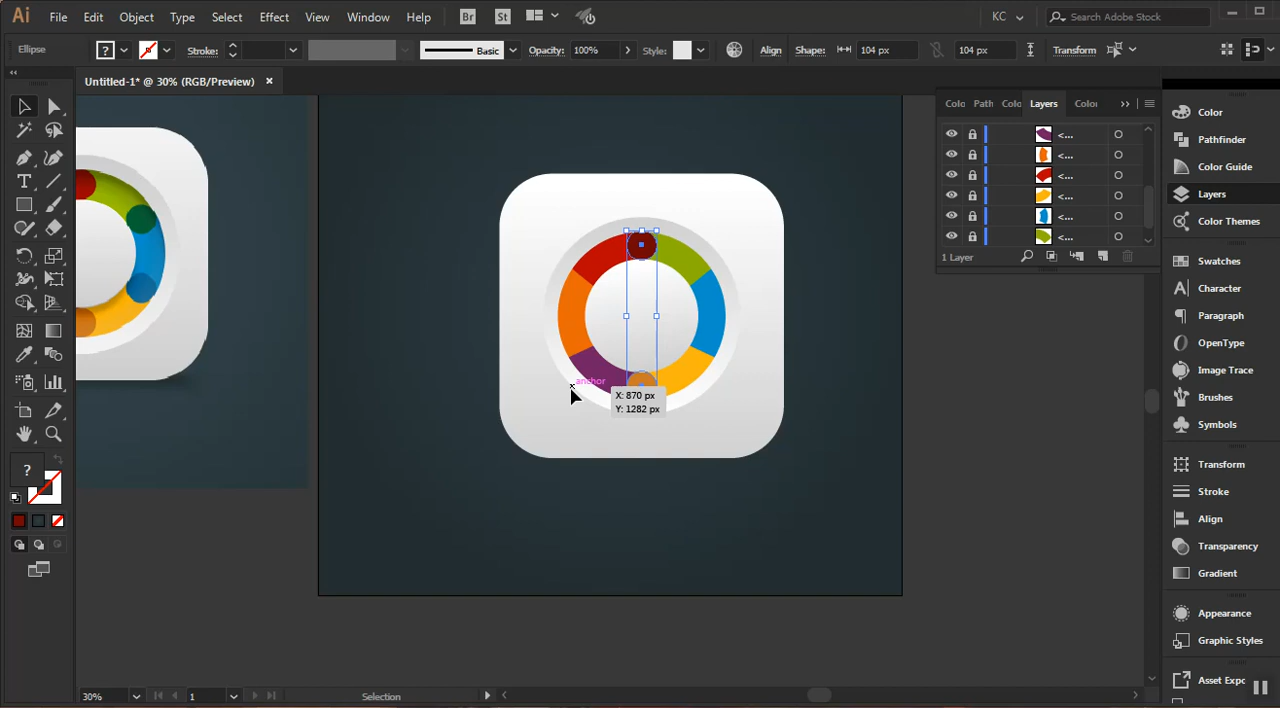 Ai File Edit Object Type Select Effect View Window Help Br St KC Search Adobe Stock
Ellipse ? Stroke: Basic Opacity: 100% Style: Align Shape: 104 px 104 px Transform
Untitled-1* @ 30% (RGB/Preview)
Colo Path Colo Layers Colou
<...
<...
<...
<...
<...
<...
1 Layer
Color
Pathfinder
Color Guide
Layers
Color Themes
Swatches
Character
Paragraph
OpenType
Image Trace
Brushes
Symbols
Transform
Stroke
Align
Transparency
Gradient
Appearance
Graphic Styles
Asset Expo
anchor
X: 870 px
Y: 1282 px
?
30% 1 Selection